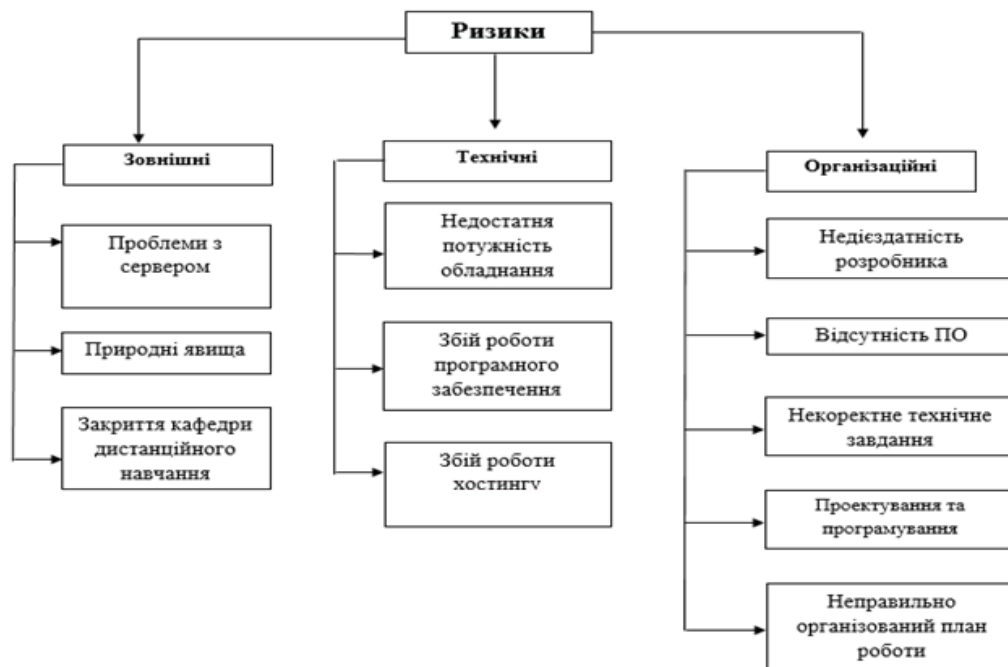 Ризики
Зовнішні
Проблеми з
сервером
Природні явища
Закриття кафедри
дистанційного
навчання
Технічні
Недостатня
потужність
обладнання
Збій роботи
програмного
забезпечення
Збій роботи
хостингу
Організаційні
Недієздатність
розробника
Відсутність ПО
Некоректне технічне
завдання
Проектування та
програмування
Неправильно
організований план
роботи